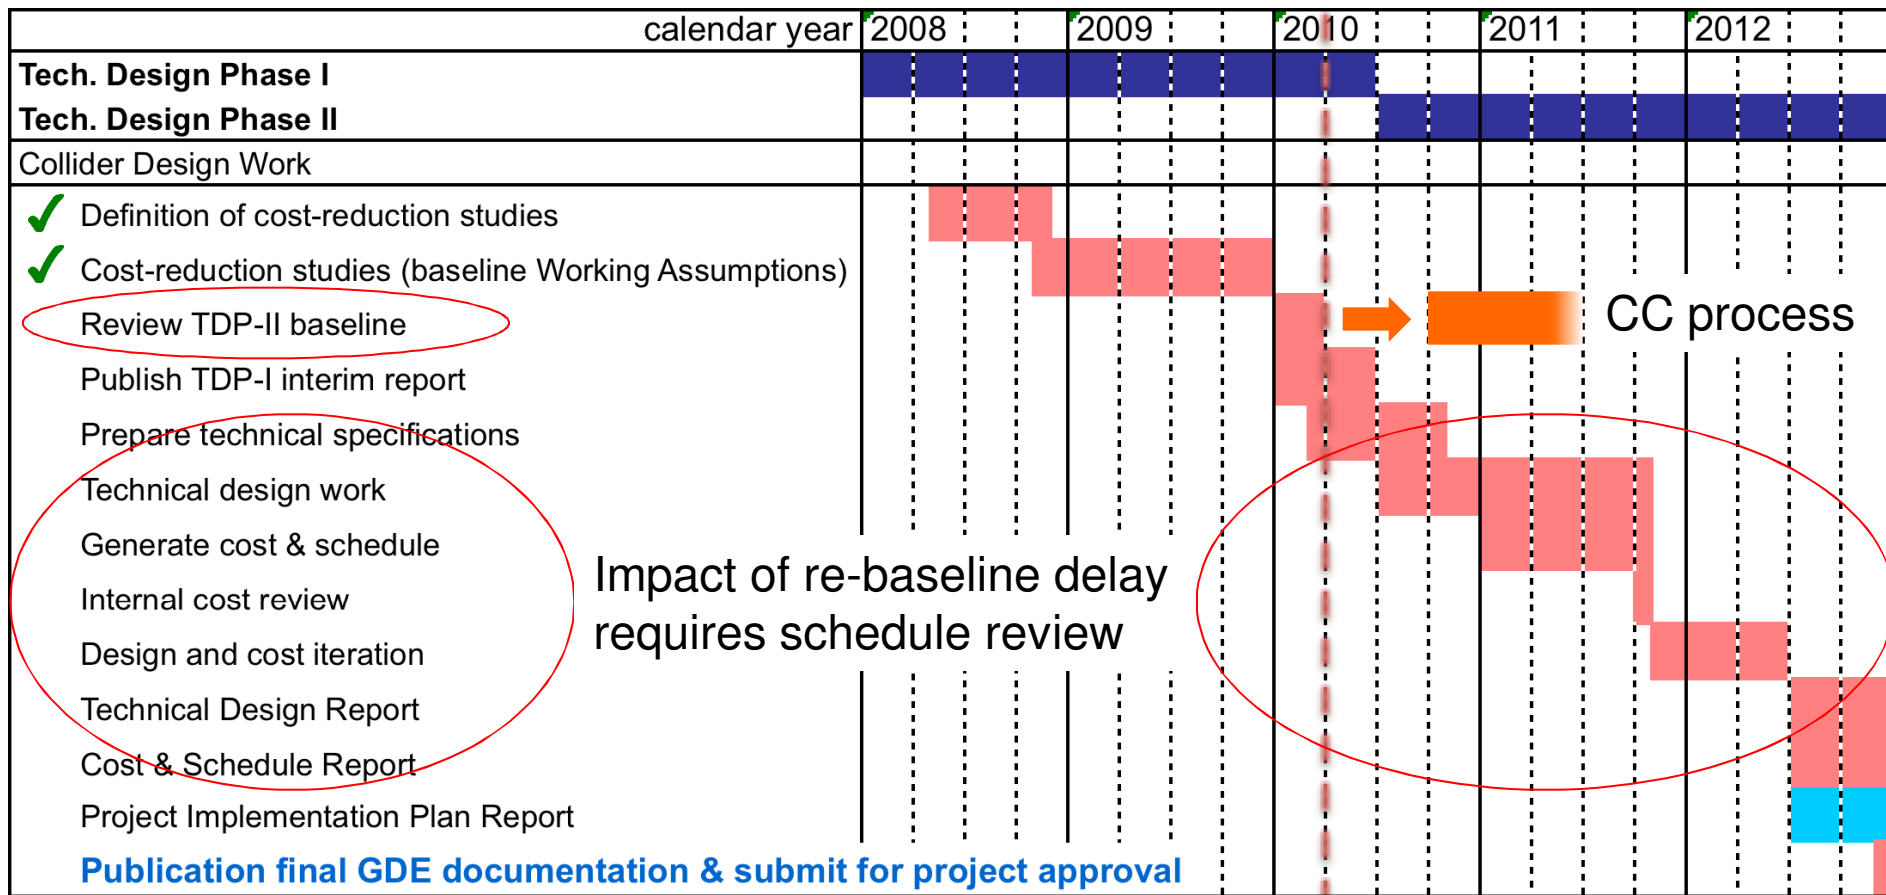 calendar year 2008 2009 2010 2011 2012
Tech. Design Phase I
Tech. Design Phase II
Collider Design Work
Definition of cost-reduction studies
Cost-reduction studies (baseline Working Assumptions)
Review TDP-II baseline
CC process
Publish TDP-I interim report
Prepare technical specifications
Technical design work
Generate cost & schedule
Internal cost review
Design and cost iteration
Technical Design Report
Cost & Schedule Report
Project Implementation Plan Report
Publication final GDE documentation & submit for project approval
Impact of re-baseline delay
requires schedule review